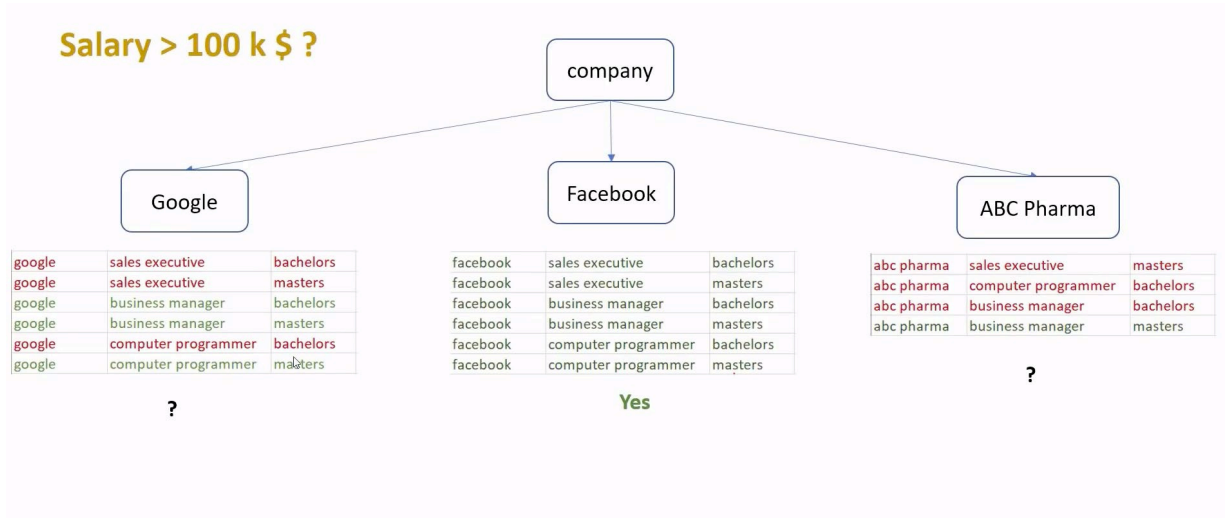 Salary > 100 k $ ?
company
Google
Facebook
ABC Pharma
google sales executive bachelors
google sales executive masters
google business manager bachelors
google business manager masters
google computer programmer bachelors
google computer programmer masters
?
facebook sales executive bachelors
facebook sales executive masters
facebook business manager bachelors
facebook business manager masters
facebook computer programmer bachelors
facebook computer programmer masters
Yes
abc pharma sales executive masters
abc pharma computer programmer bachelors
abc pharma business manager bachelors
abc pharma business manager masters
?